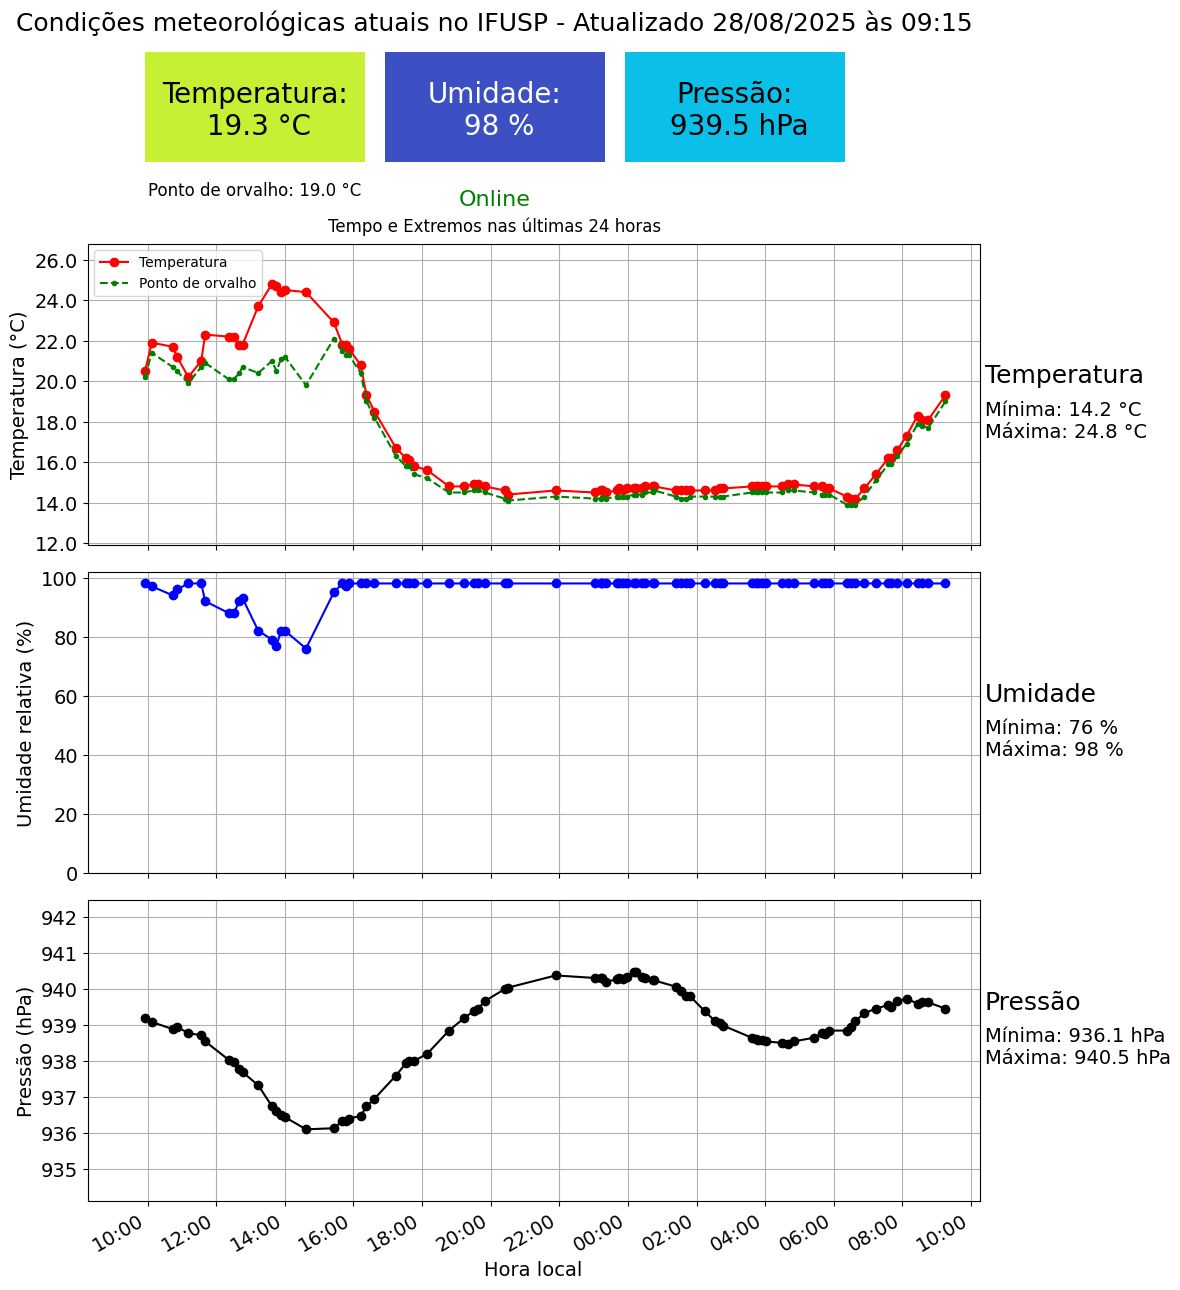 Condições meteorológicas atuais no IFUSP - Atualizado 28/08/2025 às 09:15
Temperatura:
19.3 °C
Umidade:
98 %
Pressão:
939.5 hPa
Ponto de orvalho: 19.0 °C
Online
Tempo e Extremos nas últimas 24 horas
Temperatura
Ponto de orvalho
Temperatura (°C)
26.0
24.0
22.0
20.0
18.0
16.0
14.0
12.0
Temperatura
Mínima: 14.2 °C
Máxima: 24.8 °C
Umidade relativa (%)
100
80
60
40
20
0
Umidade
Mínima: 76 %
Máxima: 98 %
Pressão (hPa)
942
941
940
939
938
937
936
935
Pressão
Mínima: 936.1 hPa
Máxima: 940.5 hPa
10:00
12:00
14:00
16:00
18:00
20:00
22:00
00:00
02:00
04:00
06:00
08:00
10:00
Hora local